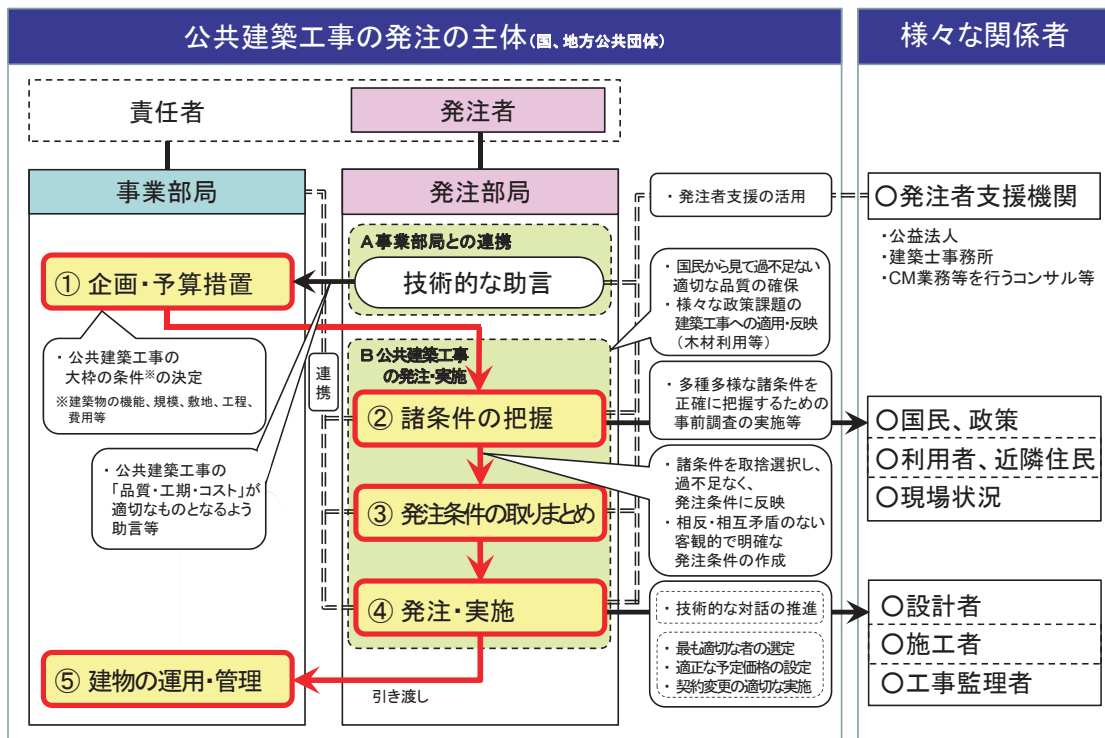 公共建築工事の発注の主体(国、地方公共団体)
様々な関係者
責任者
発注者
事業部局
発注部局
A 事業部局との連携
技術的な助言
① 企画・予算措置
・ 公共建築工事の
大枠の条件※の決定
※建築物の機能、規模、敷地、工程、
費用等
・ 公共建築工事の
「品質・工期・コスト」が
適切なものとなるよう
助言等
連携
B 公共建築工事
の発注・実施
② 諸条件の把握
③ 発注条件の取りまとめ
④ 発注・実施
⑤ 建物の運用・管理
引き渡し
・ 発注者支援の活用
・ 国民から見て過不足ない
適切な品質の確保
・ 様々な政策課題の
建築工事への適用・反映
(木材利用等)
・ 多種多様な諸条件を
正確に把握するための
事前調査の実施等
・ 諸条件を取捨選択し、
過不足なく、
発注条件に反映
・ 相反・相互矛盾のない
客観的で明確な
発注条件の作成
・ 技術的な対話の推進
・ 最も適切な者の選定
・ 適正な予定価格の設定
・ 契約変更の適切な実施
〇発注者支援機関
・公益法人
・建築士事務所
・CM業務等を行うコンサル等
〇国民、政策
〇利用者、近隣住民
〇現場状況
〇設計者
〇施工者
〇工事監理者